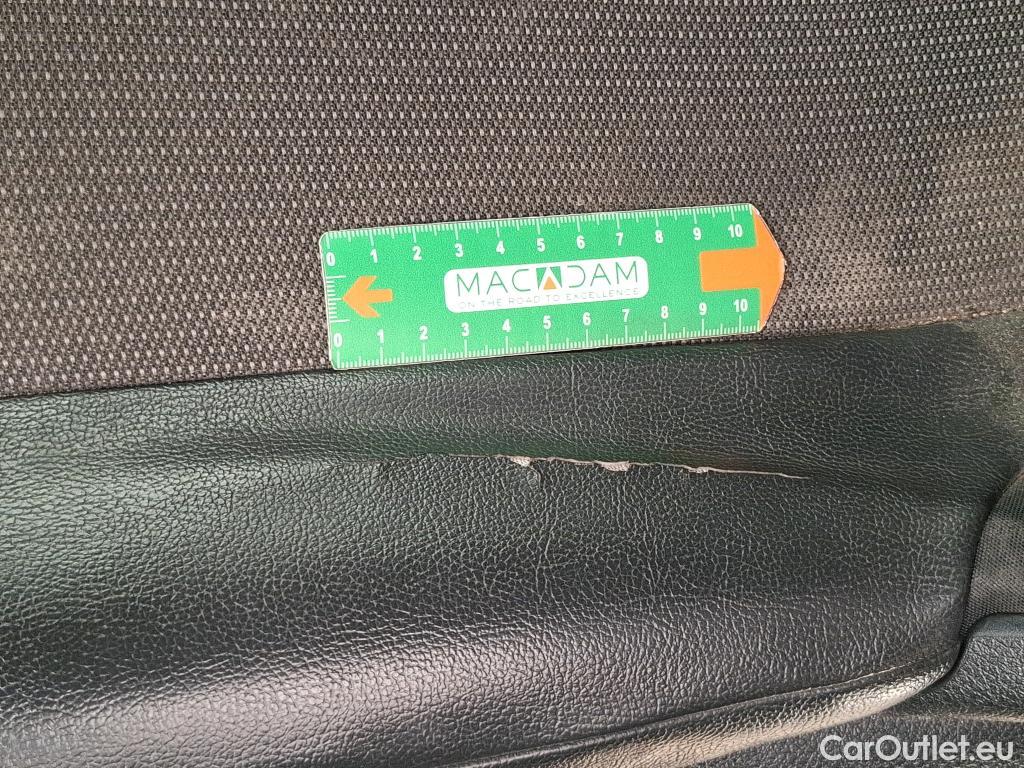 0 1 2 3 4 5 6 7 8 9 10
MACADAM
ON THE ROAD TO EXCELLENCE
0 1 2 3 4 5 6 7 8 9 10
CarOutlet.eu